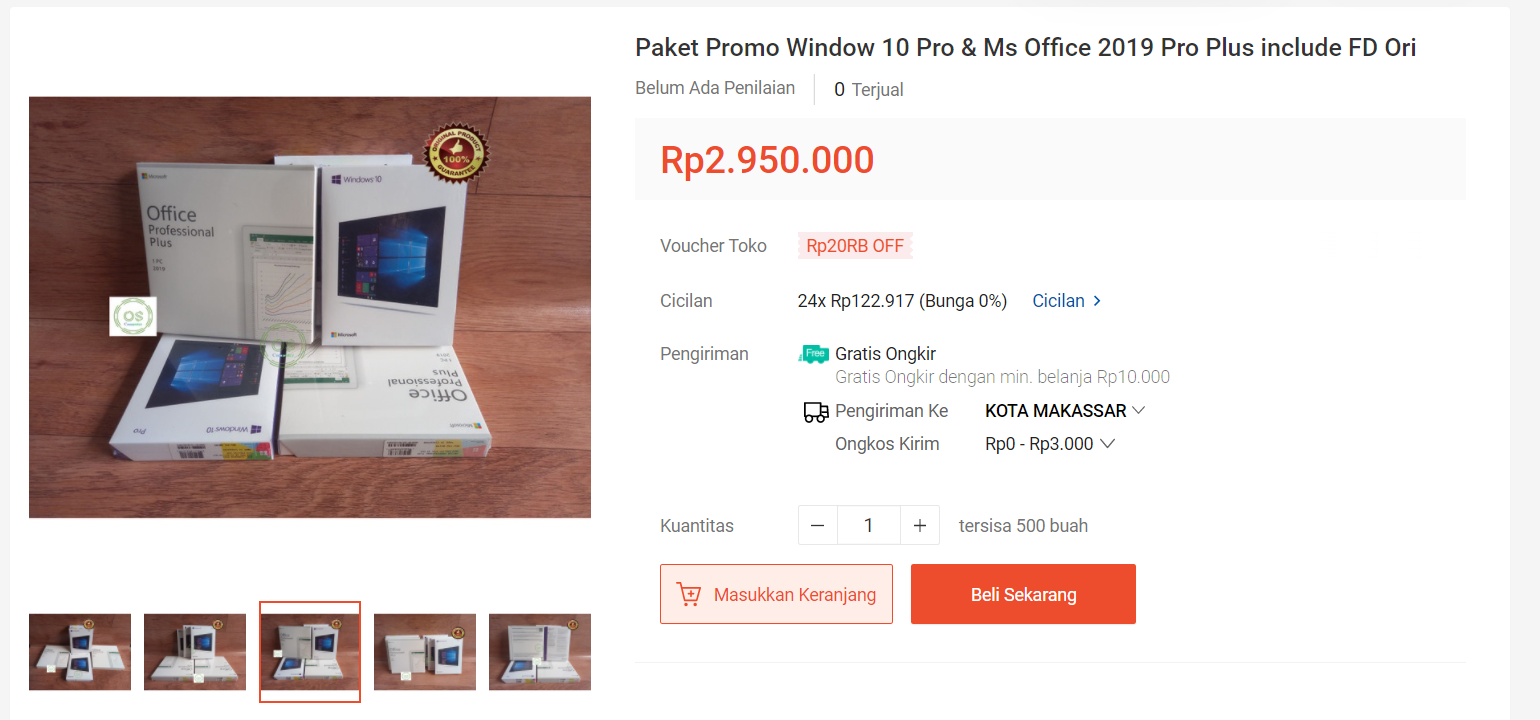 Paket Promo Window 10 Pro & Ms Office 2019 Pro Plus include FD Ori
Belum Ada Penilaian
0 Terjual
Rp2.950.000
Voucher Toko
Rp20RB OFF
Cicilan
24x Rp122.917 (Bunga 0%)
Cicilan
Pengiriman
Free
Gratis Ongkir
Gratis Ongkir dengan min. belanja Rp10.000
Pengiriman Ke
KOTA MAKASSAR
Ongkos Kirim
Rp0 - Rp3.000
Kuantitas
1
tersisa 500 buah
Masukkan Keranjang
Beli Sekarang
ORIGINAL PRODUCT
100%
GUARANTEE
Microsoft
Office
Professional
Plus
1 PC
2019
Windows 10
Microsoft
OS
Office
Professional
Plus
1 PC
2019
Microsoft
Windows 10
Pro